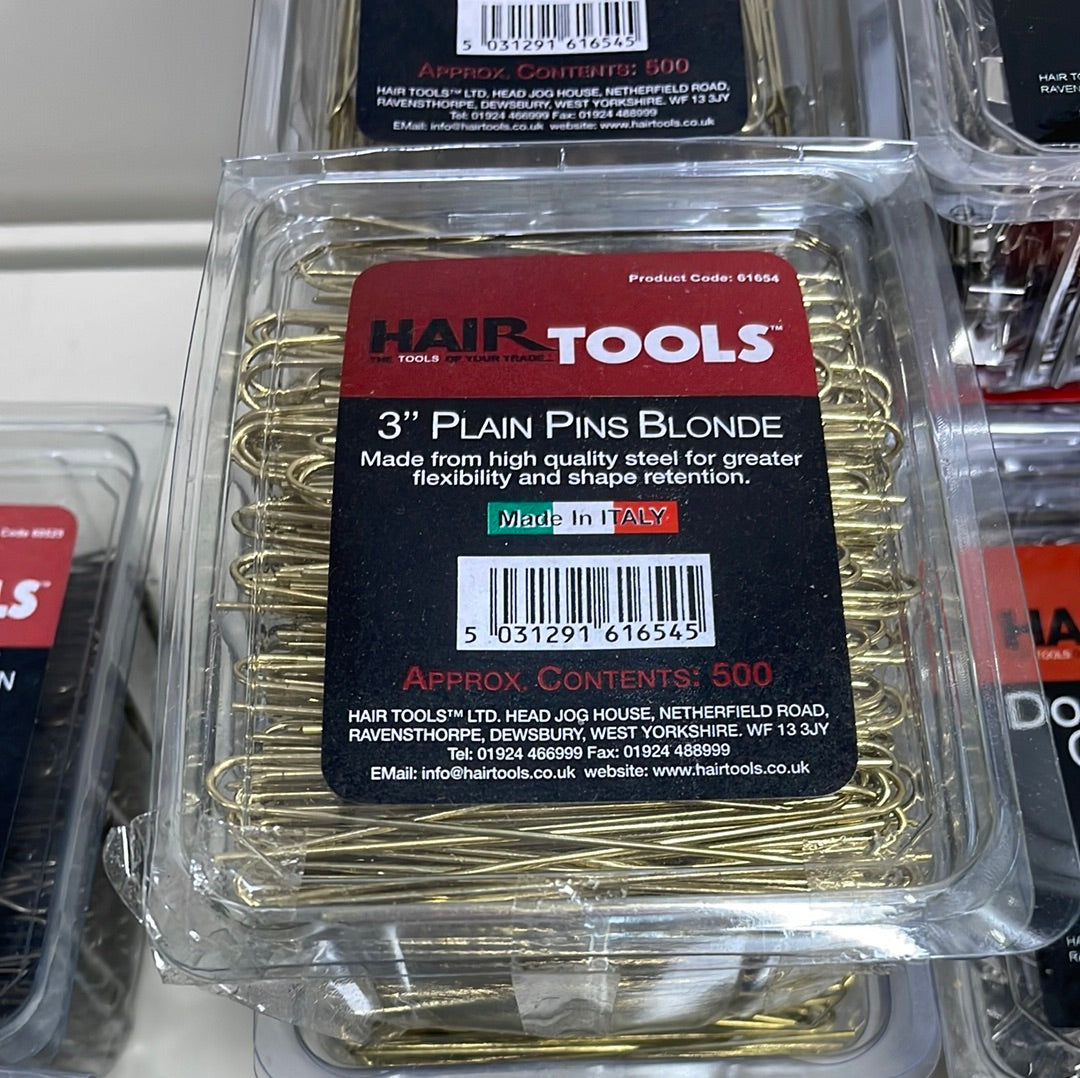 5 031291 616545
APPROX. CONTENTS: 500
HAIR TOOLS™ LTD. HEAD JOG HOUSE, NETHERFIELD ROAD,
RAVENSTHORPE, DEWSBURY, WEST YORKSHIRE. WF 13 3JY
Tel: 01924 466999 Fax: 01924 488999
EMail: info@hairtools.co.uk website: www.hairtools.co.uk
Product Code: 61654
HAIR TOOLS™
THE TOOLS OF YOUR TRADE...
3” PLAIN PINS BLONDE
Made from high quality steel for greater
flexibility and shape retention.
Made In ITALY
5 031291 616545
APPROX. CONTENTS: 500
HAIR TOOLS™ LTD. HEAD JOG HOUSE, NETHERFIELD ROAD,
RAVENSTHORPE, DEWSBURY, WEST YORKSHIRE. WF 13 3JY
Tel: 01924 466999 Fax: 01924 488999
EMail: info@hairtools.co.uk website: www.hairtools.co.uk
HAIR